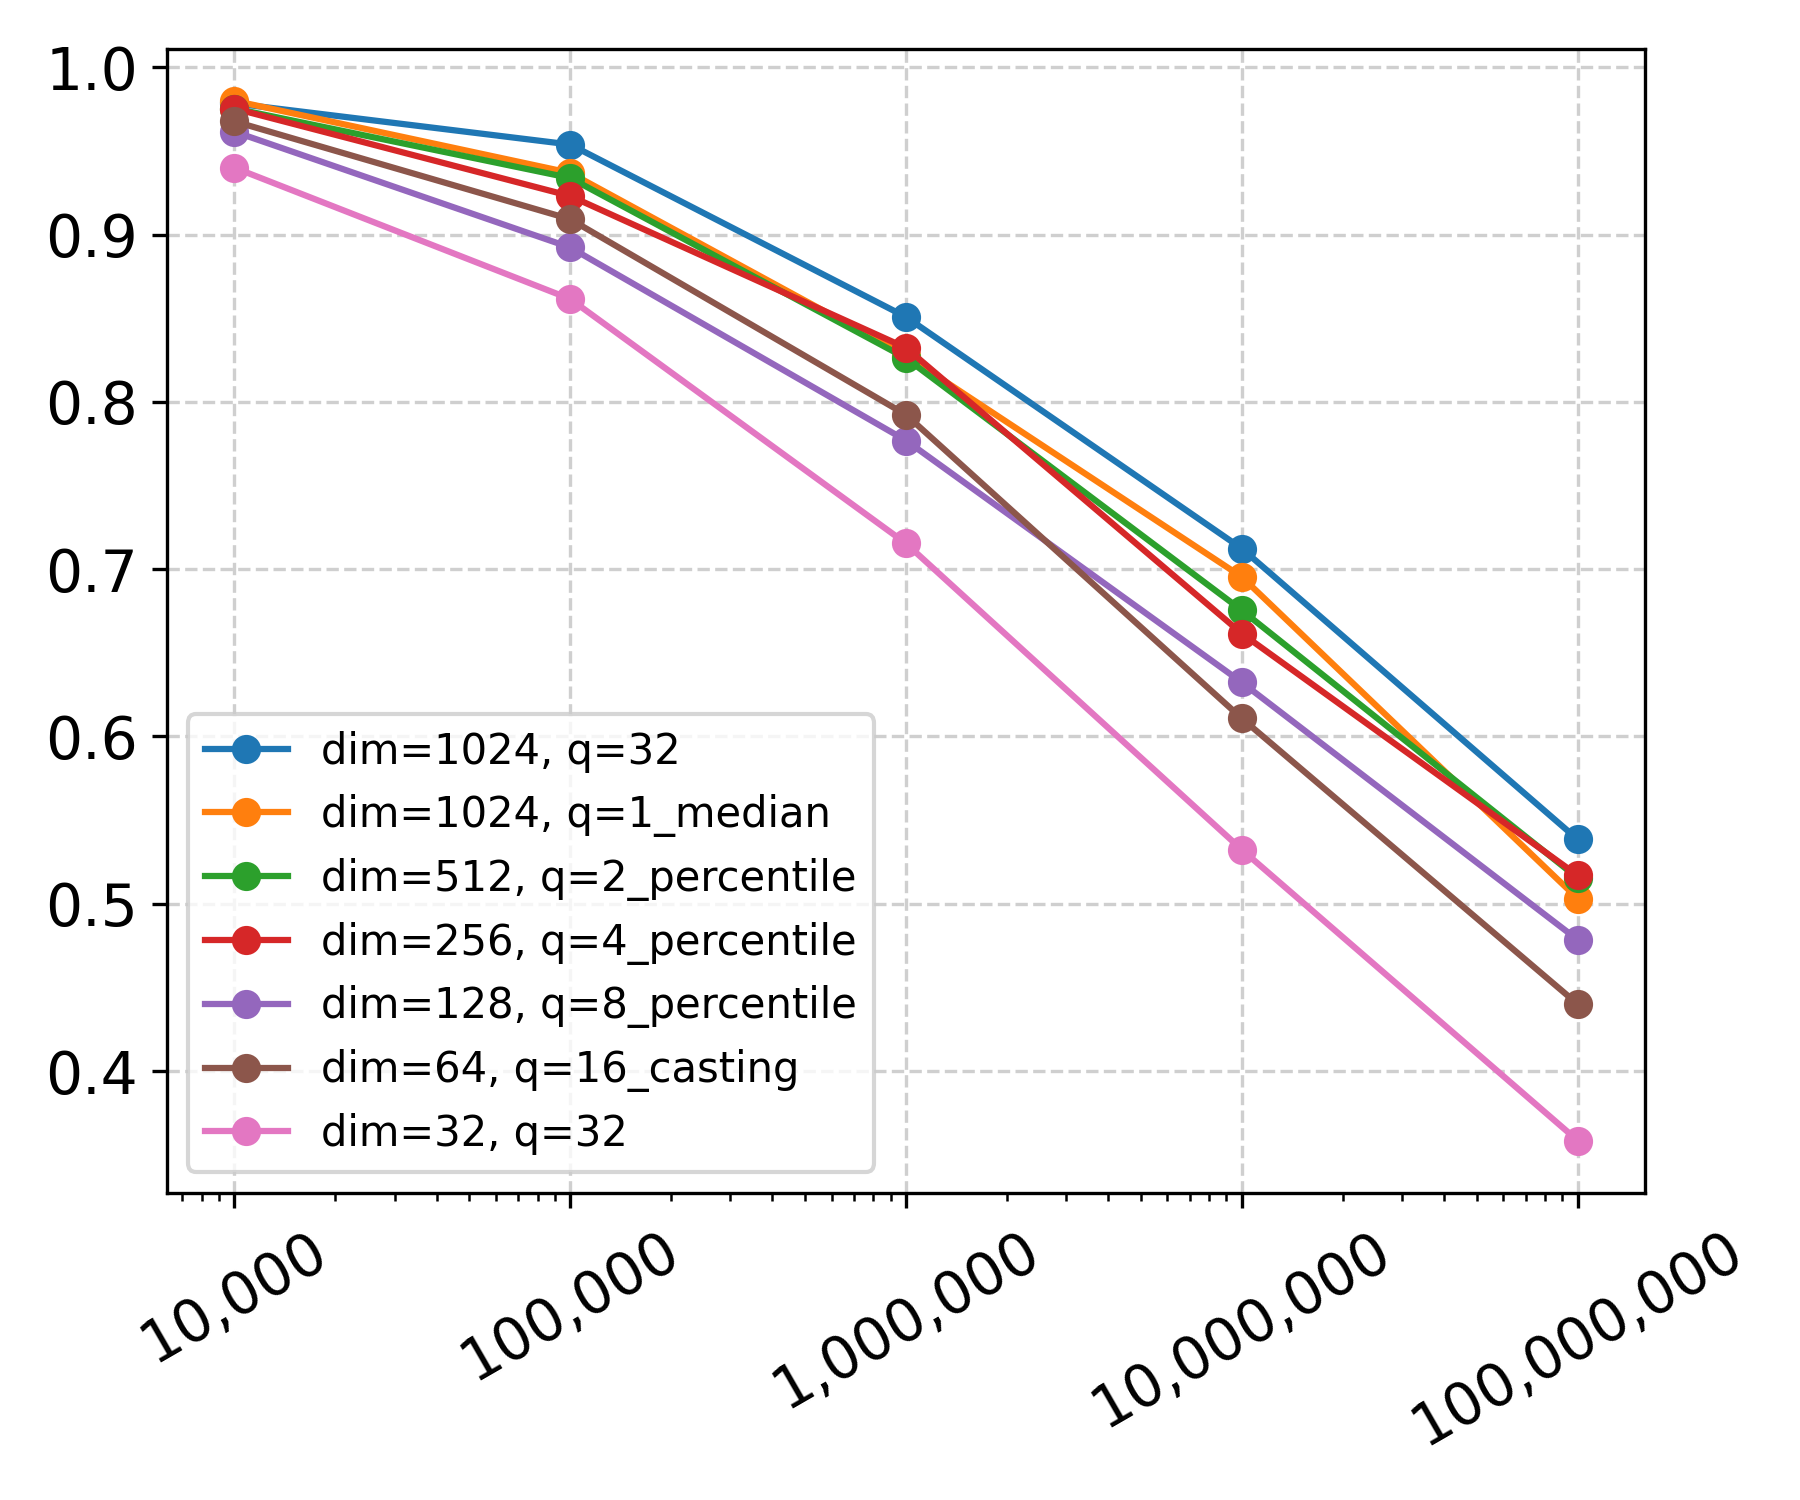 1.0
0.9
0.8
0.7
0.6
0.5
0.4
dim=1024, q=32
dim=1024, q=1_median
dim=512, q=2_percentile
dim=256, q=4_percentile
dim=128, q=8_percentile
dim=64, q=16_casting
dim=32, q=32
10,000
100,000
1,000,000
10,000,000
100,000,000